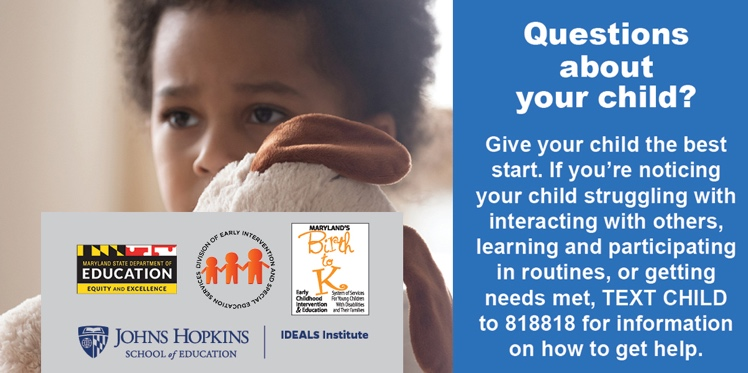 Questions
about
your child?
Give your child the best
start. If you’re noticing
your child struggling with
interacting with others,
learning and participating
in routines, or getting
needs met, TEXT CHILD
to 818818 for information
on how to get help.
MARYLAND STATE DEPARTMENT OF
EDUCATION
EQUITY AND EXCELLENCE
DIVISION OF EARLY INTERVENTION AND SPECIAL EDUCATION SERVICES
MARYLAND'S
Birth
to
K
Early
Childhood
Intervention
& Education
System of Services
For Young Children
With Disabilities
and Their Families
JOHNS HOPKINS
SCHOOL of EDUCATION
IDEALS Institute